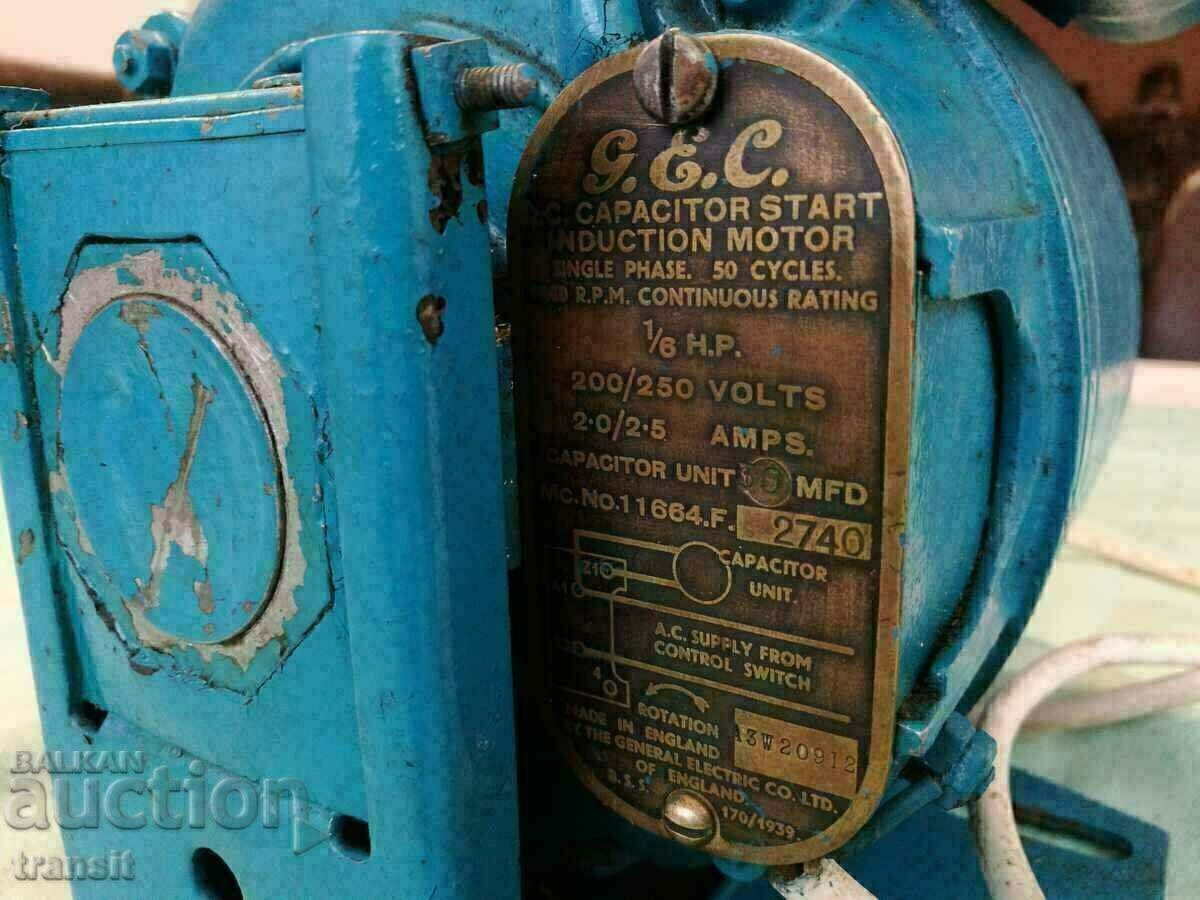 G.E.C.
CAPACITOR START
INDUCTION MOTOR
SINGLE PHASE. 50 CYCLES.
R.P.M. CONTINUOUS RATING
1/6 H.P.
200/250 VOLTS
2·0/2·5 AMPS.
CAPACITOR UNIT MFD
MC.NO.11664.F. 2740
Z1
CAPACITOR
UNIT.
A.C. SUPPLY FROM
CONTROL SWITCH
4
ROTATION
MADE IN ENGLAND
BY THE GENERAL ELECTRIC CO. LTD.
OF ENGLAND.
B.S.S. 170/1939.
A3W20912
BALKAN
auction
transit